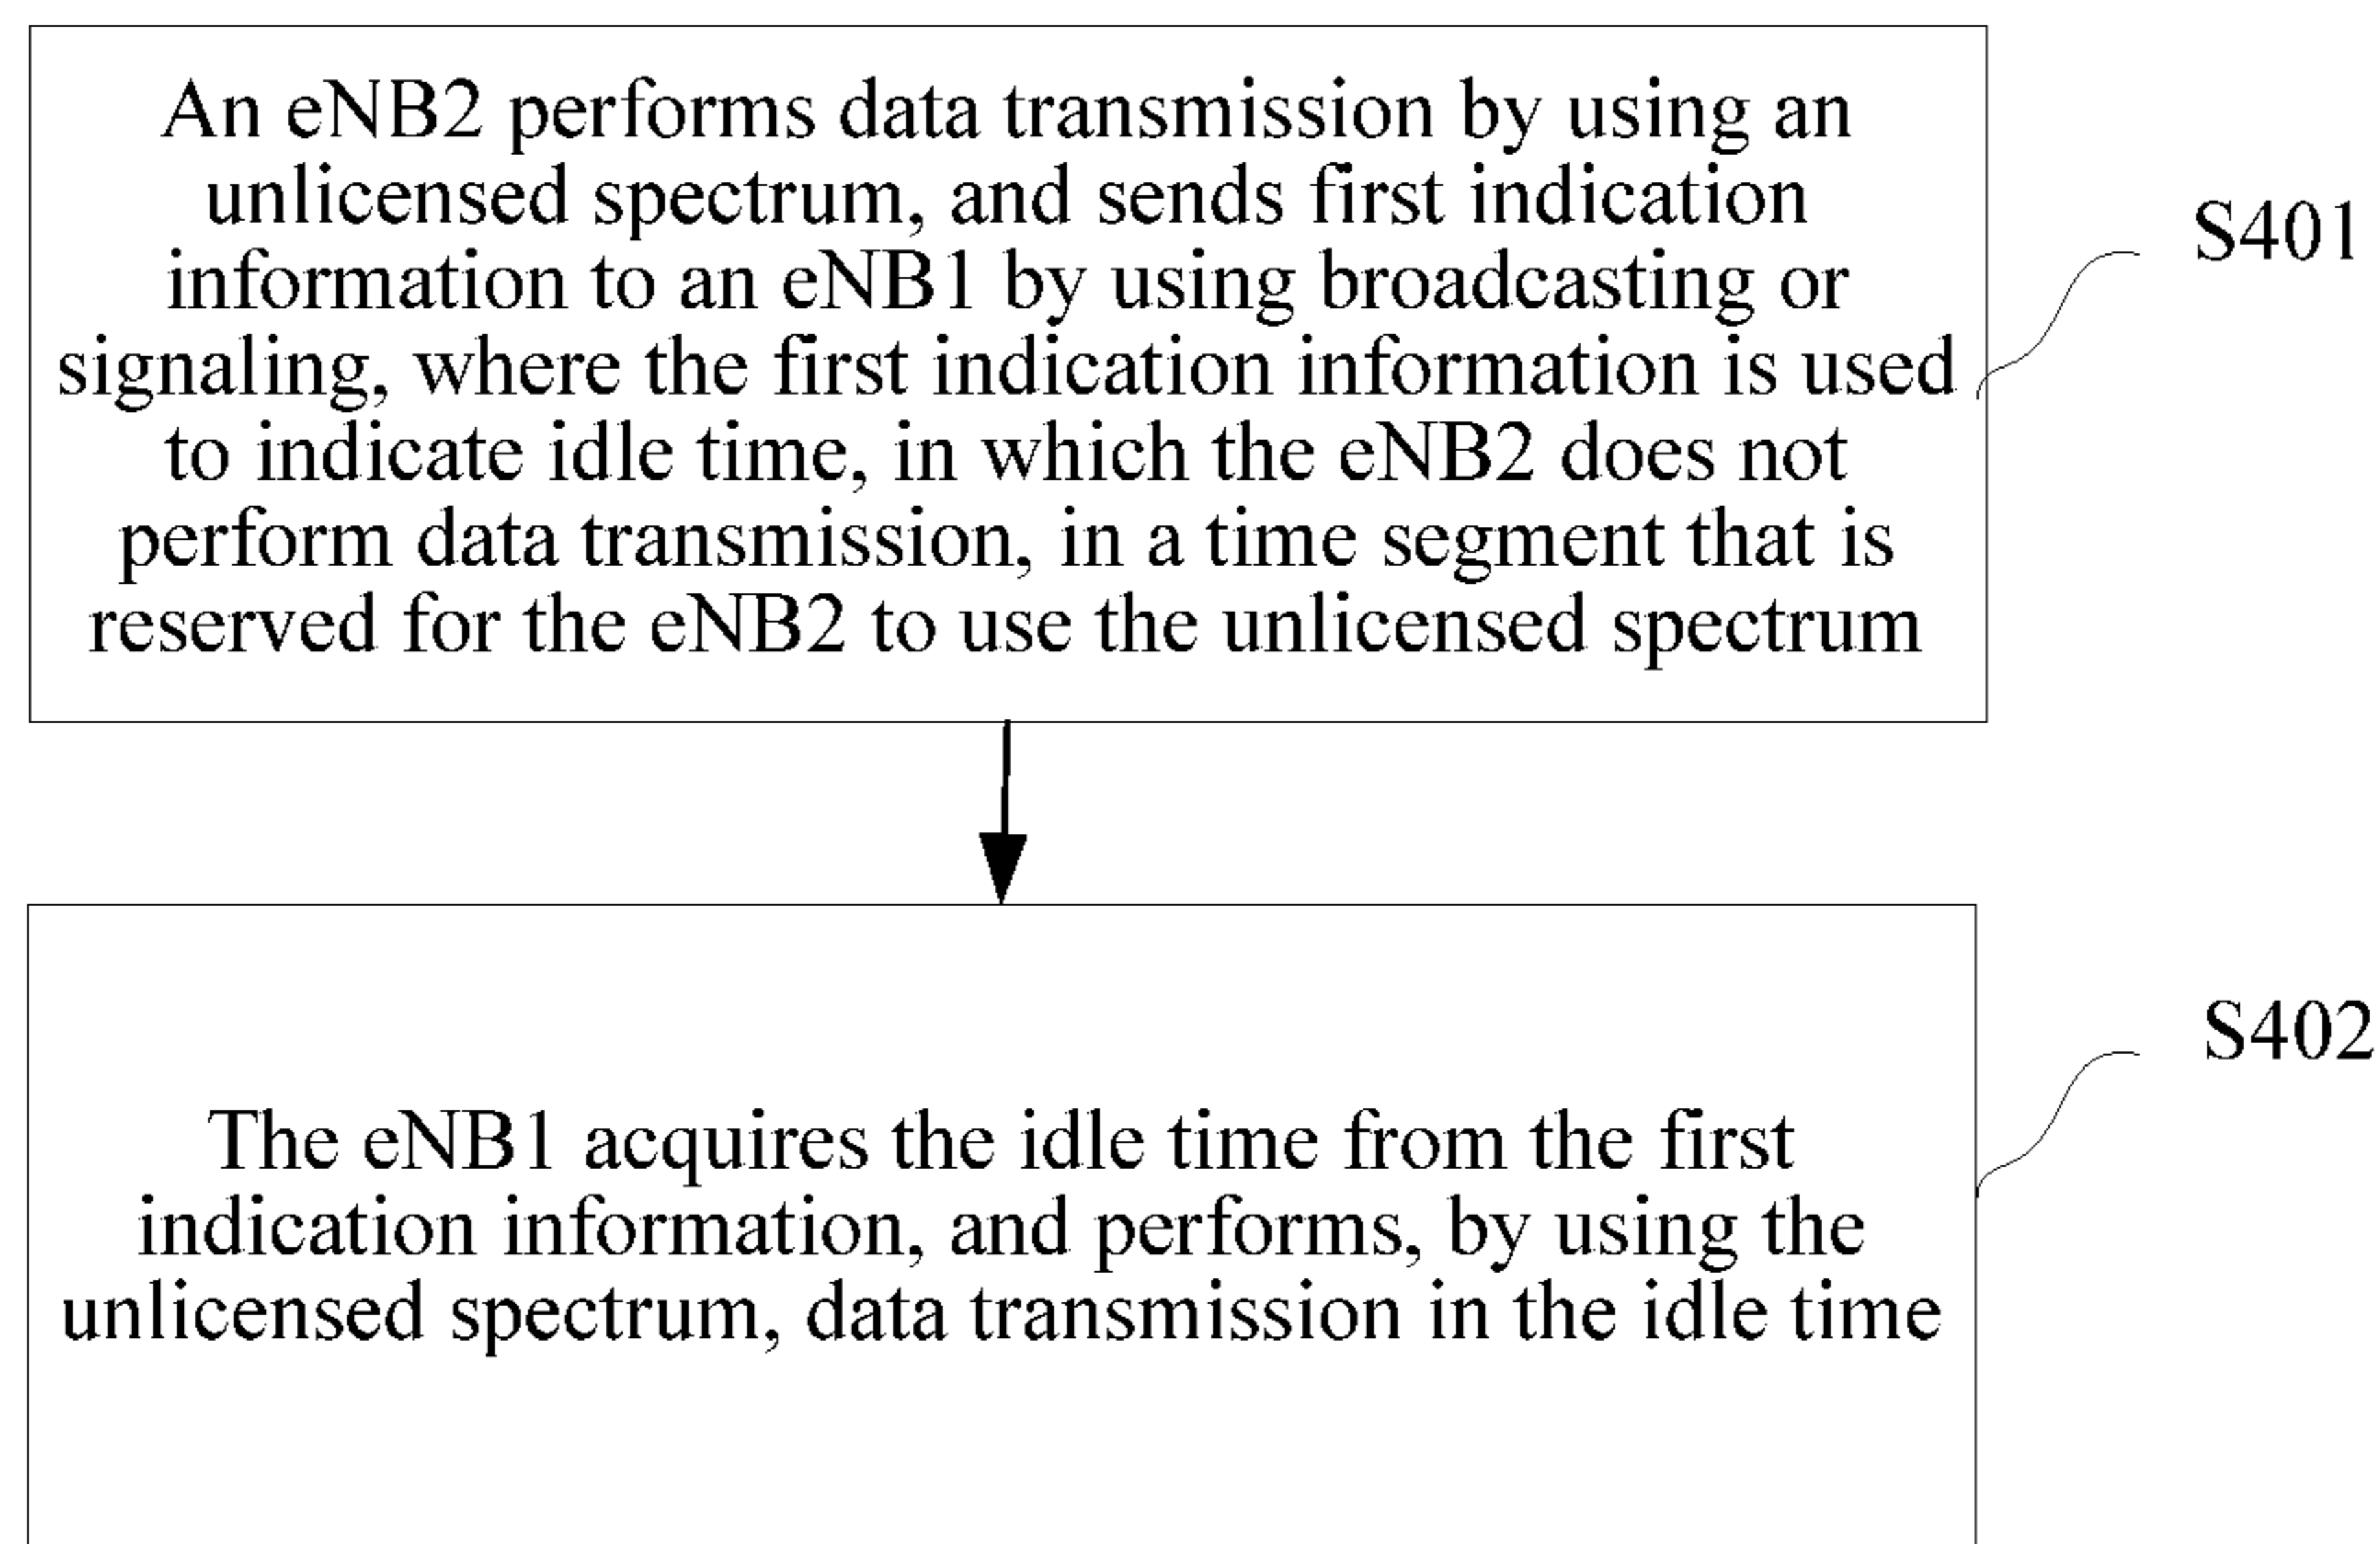 An eNB2 performs data transmission by using an
unlicensed spectrum, and sends first indication
information to an eNB1 by using broadcasting or
signaling, where the first indication information is used
to indicate idle time, in which the eNB2 does not
perform data transmission, in a time segment that is
reserved for the eNB2 to use the unlicensed spectrum
S401
The eNB1 acquires the idle time from the first
indication information, and performs, by using the
unlicensed spectrum, data transmission in the idle time
S402